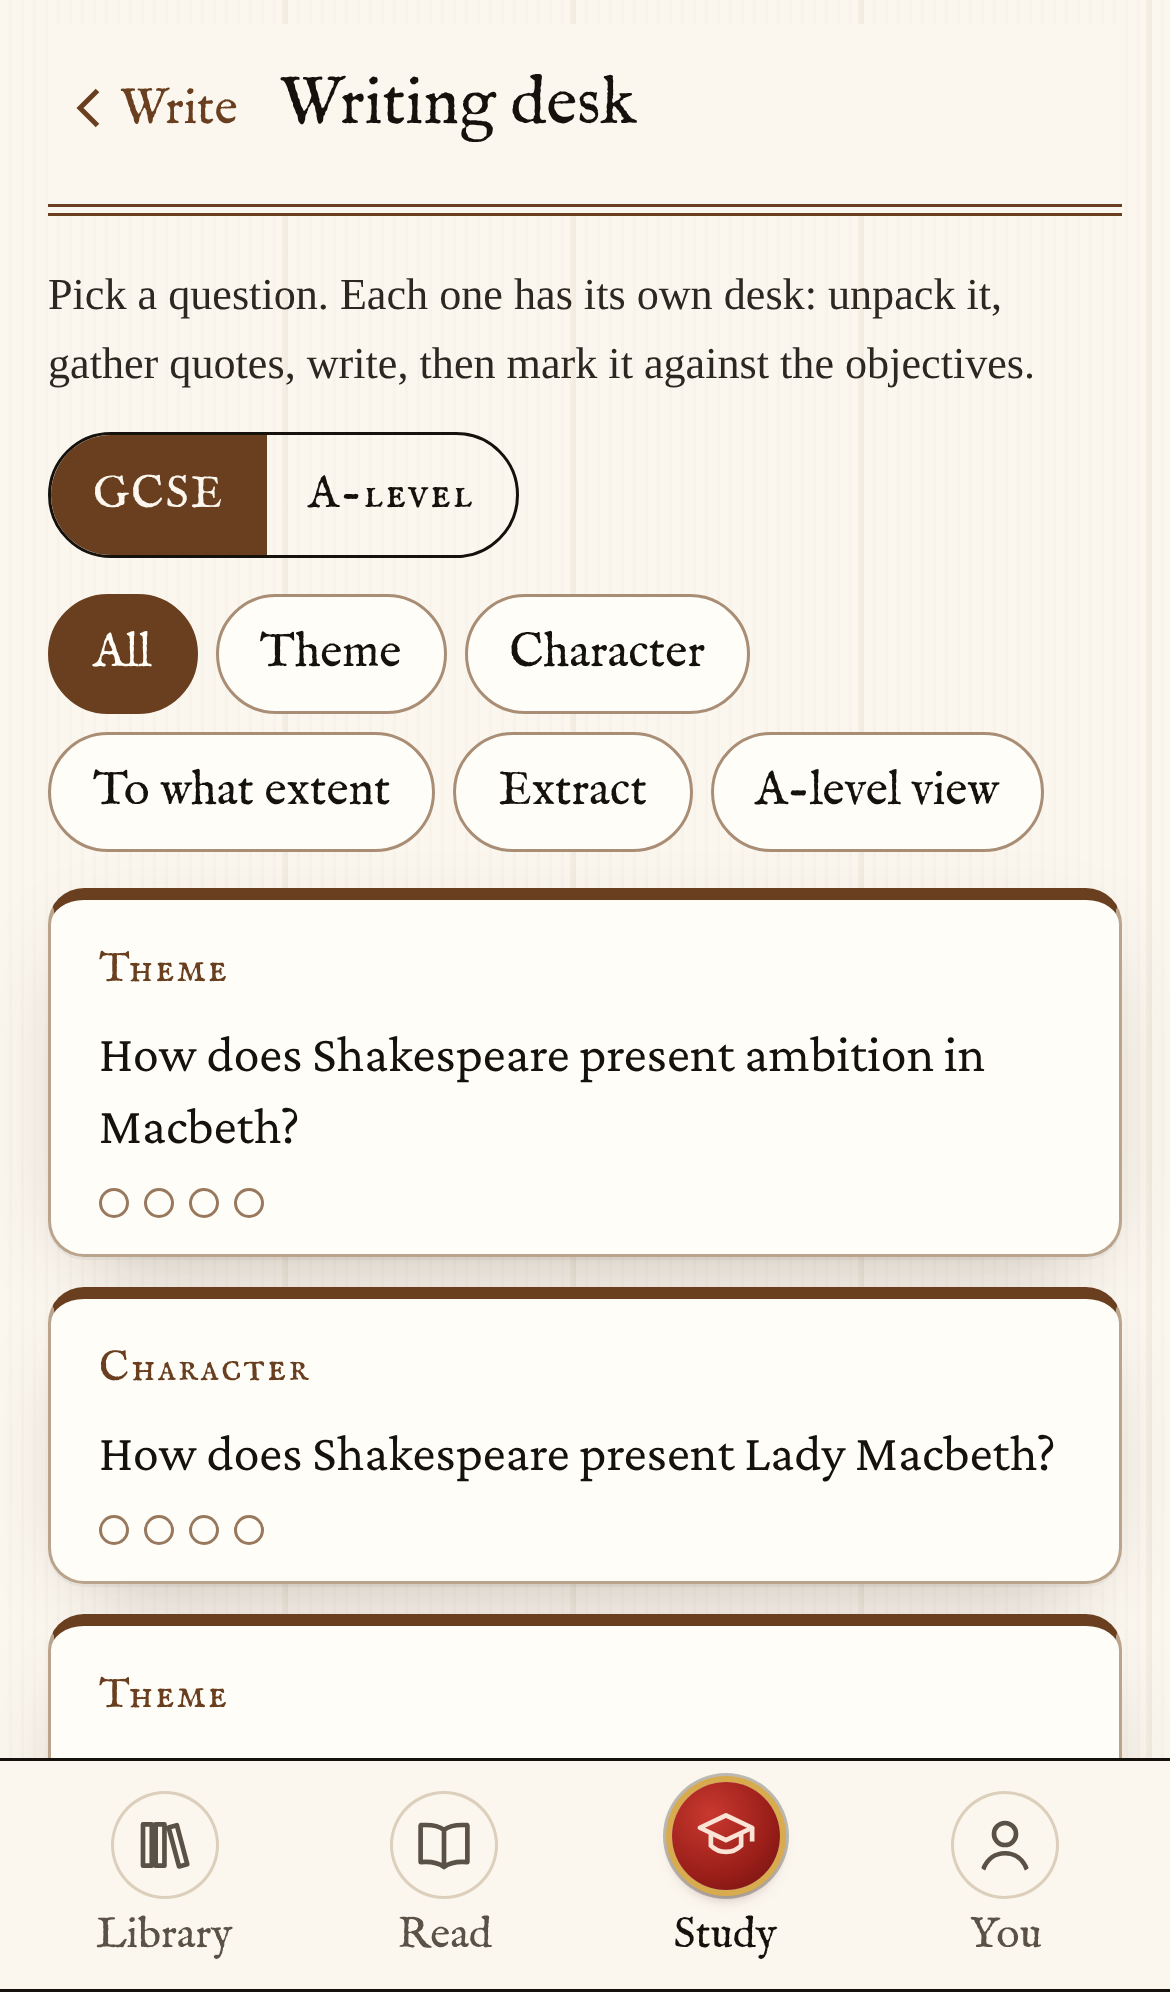 Write
Writing desk
Pick a question. Each one has its own desk: unpack it,
gather quotes, write, then mark it against the objectives.
GCSE
A-level
All
Theme
Character
To what extent
Extract
A-level view
Theme
How does Shakespeare present ambition in
Macbeth?
Character
How does Shakespeare present Lady Macbeth?
Theme
Library
Read
Study
You